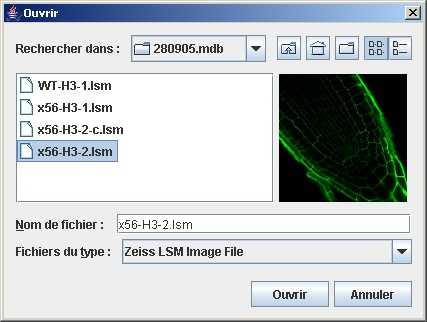 Ouvrir
Rechercher dans : 280905.mdb
WT-H3-1.lsm
x56-H3-1.lsm
x56-H3-2-c.lsm
x56-H3-2.lsm
Nom de fichier : x56-H3-2.lsm
Fichiers du type : Zeiss LSM Image File
Ouvrir Annuler